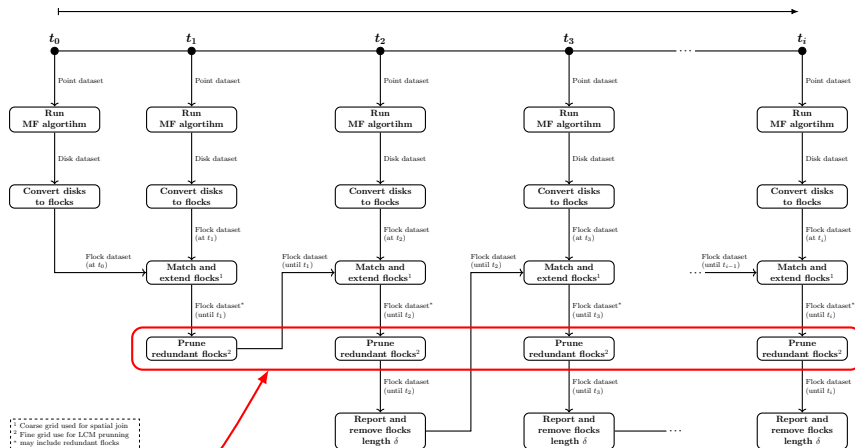 t0 t1 t2 t3 ... ti
Point dataset Point dataset Point dataset Point dataset Point dataset
Run Run Run Run Run
MF algortihm MF algortihm MF algortihm MF algortihm MF algortihm
Disk dataset Disk dataset Disk dataset Disk dataset Disk dataset
Convert disks Convert disks Convert disks Convert disks Convert disks
to flocks to flocks to flocks to flocks to flocks
Flock dataset Flock dataset Flock dataset Flock dataset
(at t1) (at t2) (at t3) (at ti)
Flock dataset Flock dataset Flock dataset Flock dataset
(at t0) (until t1) (until t2) (until ti−1)
Match and Match and Match and ... Match and
extend flocks¹ extend flocks¹ extend flocks¹ extend flocks¹
Flock dataset* Flock dataset* Flock dataset* Flock dataset*
(until t1) (until t2) (until t3) (until ti)
Prune Prune Prune Prune
redundant flocks² redundant flocks² redundant flocks² redundant flocks²
Flock dataset Flock dataset Flock dataset
(until t2) (until t3) (until ti)
Report and Report and Report and
remove flocks remove flocks ... remove flocks
length δ length δ length δ
¹ Coarse grid used for spatial join
² Fine grid use for LCM prunning
* may include redundant flocks